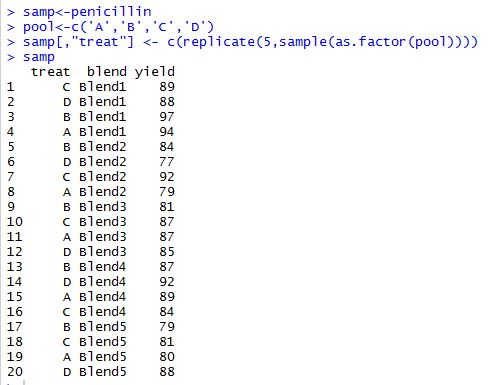 > samp<-penicillin
> pool<-c('A','B','C','D')
> samp[,"treat"] <- c(replicate(5,sample(as.factor(pool))))
> samp
   treat  blend yield
1      C Blend1    89
2      D Blend1    88
3      B Blend1    97
4      A Blend1    94
5      B Blend2    84
6      D Blend2    77
7      C Blend2    92
8      A Blend2    79
9      B Blend3    81
10     C Blend3    87
11     A Blend3    87
12     D Blend3    85
13     B Blend4    87
14     D Blend4    92
15     A Blend4    89
16     C Blend4    84
17     B Blend5    79
18     C Blend5    81
19     A Blend5    80
20     D Blend5    88